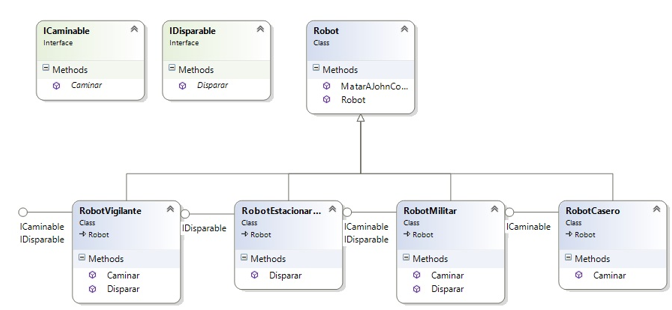 ICaminable
Interface
Methods
Caminar
IDisparable
Interface
Methods
Disparar
Robot
Class
Methods
MatarAJohnCo...
Robot
ICaminable
IDisparable
RobotVigilante
Class
Robot
Methods
Caminar
Disparar
IDisparable
RobotEstacionar...
Class
Robot
Methods
Disparar
ICaminable
IDisparable
RobotMilitar
Class
Robot
Methods
Caminar
Disparar
ICaminable
RobotCasero
Class
Robot
Methods
Caminar